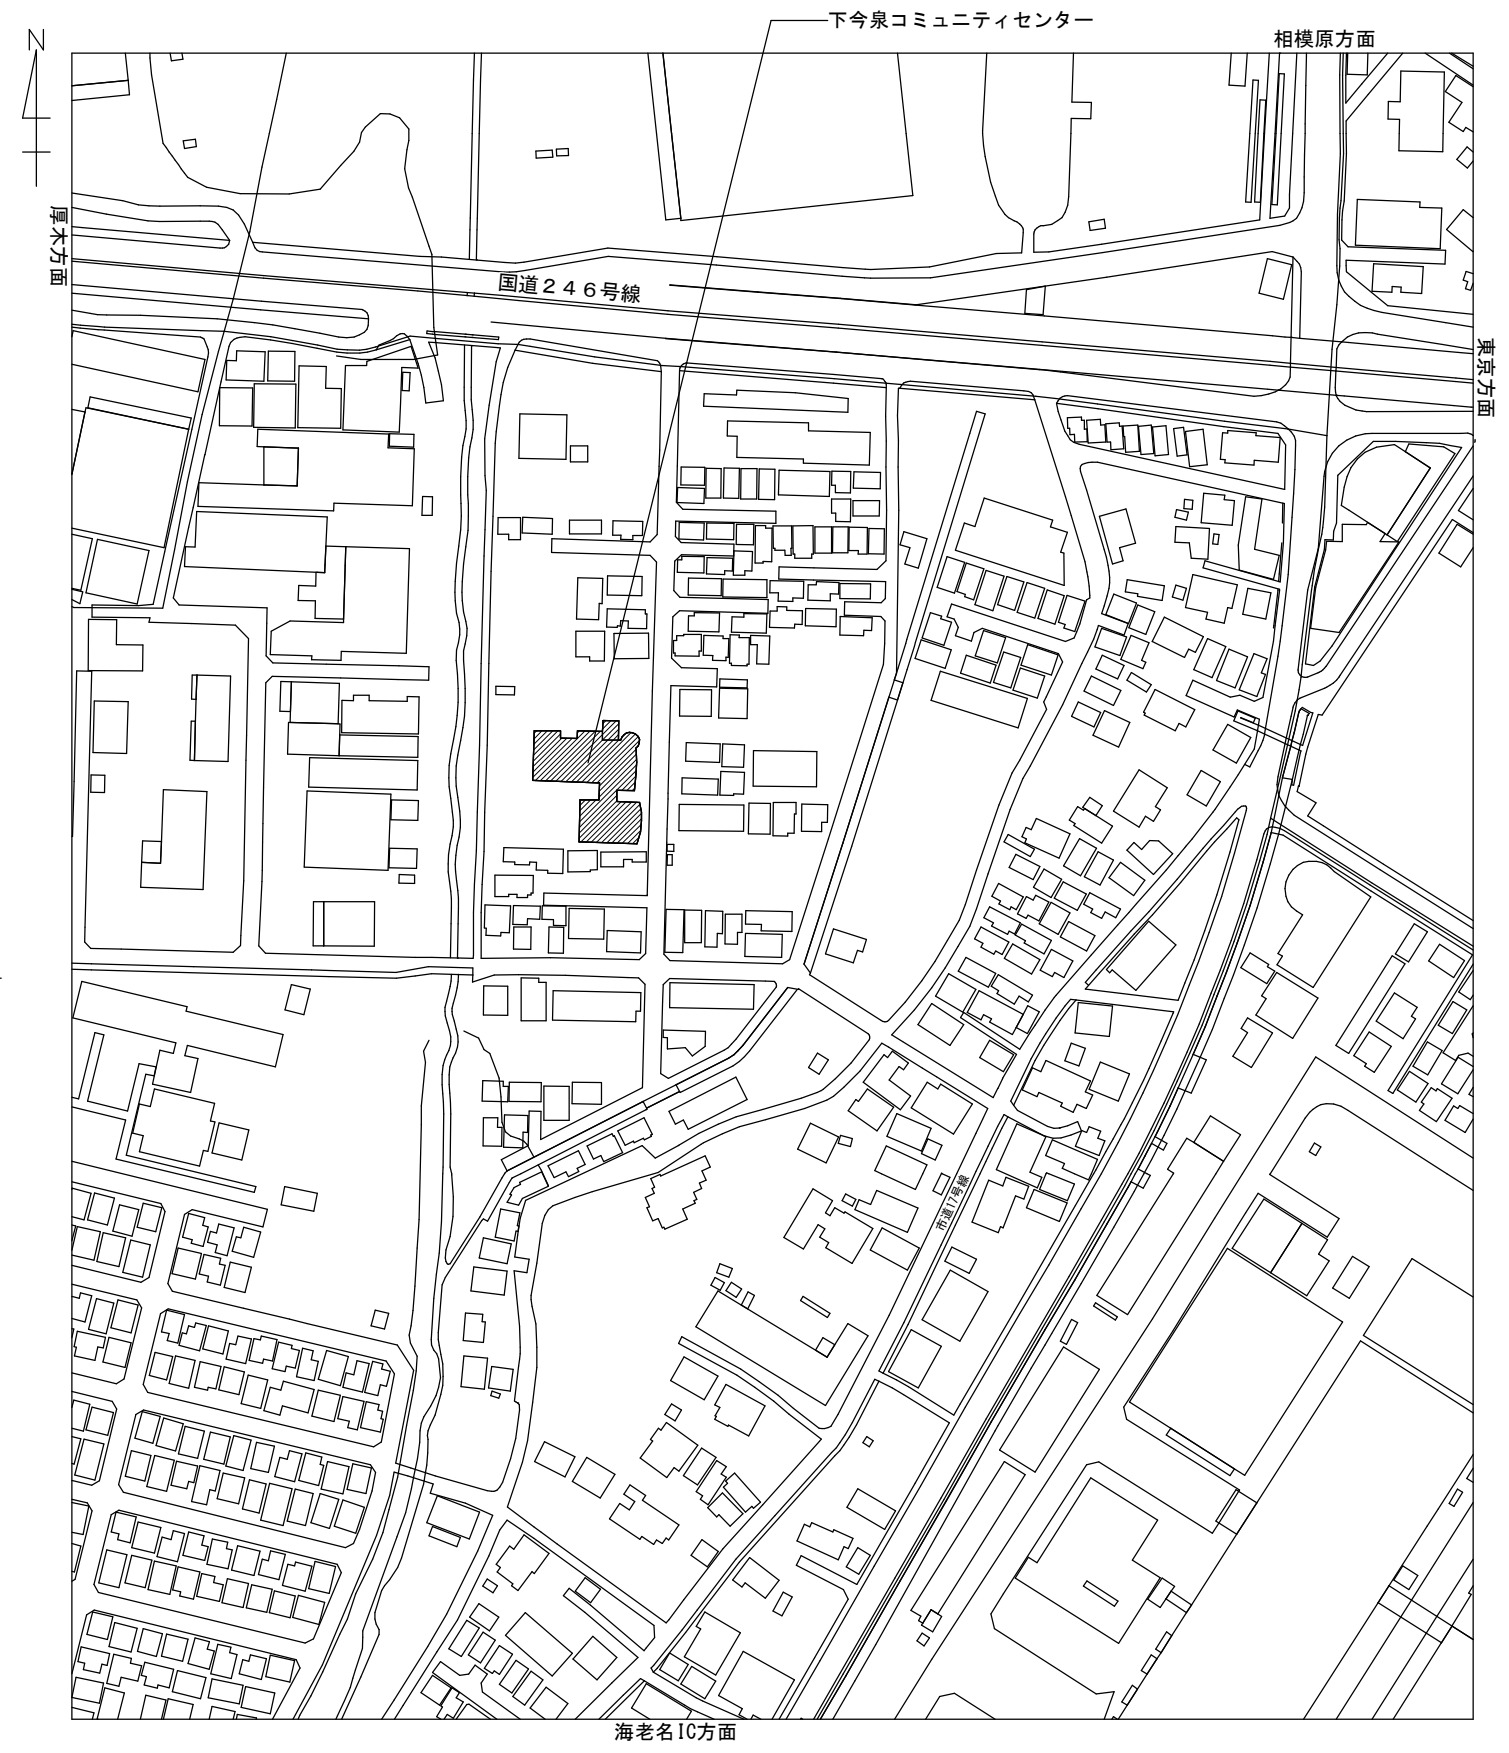 下今泉コミュニティセンター
相模原方面
N
厚木方面
国道２４６号線
東京方面
市道17号線
海老名IC方面